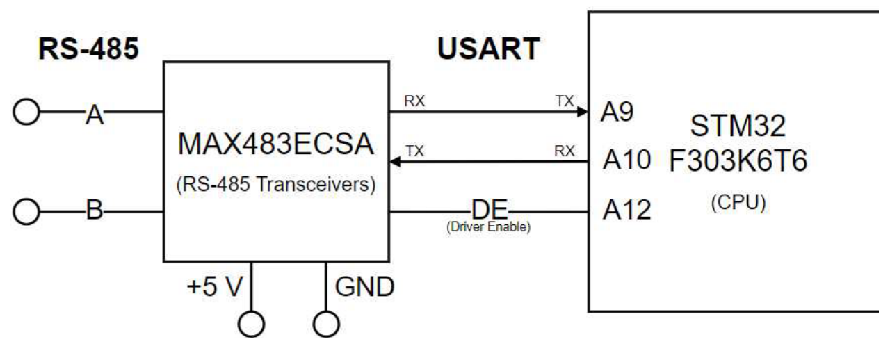 RS-485
USART
A
RX
TX
A9
MAX483ECSA
(RS-485 Transceivers)
TX
RX
A10
STM32
F303K6T6
(CPU)
B
DE
(Driver Enable)
A12
+5 V
GND